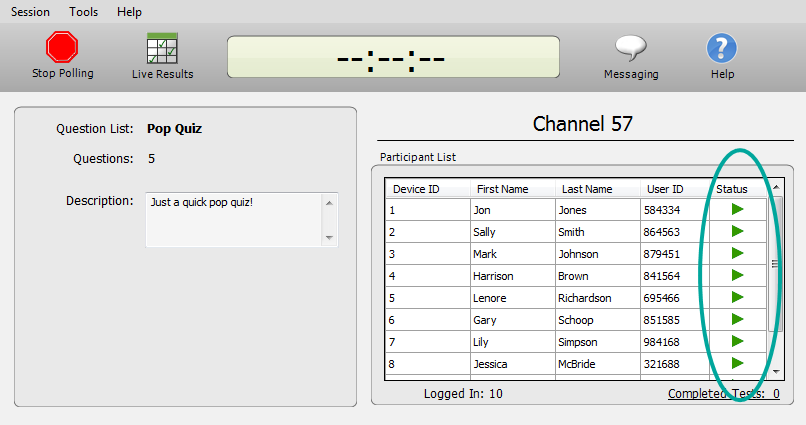 Session Tools Help
Stop Polling Live Results --:--:-- Messaging Help
Question List: Pop Quiz
Questions: 5
Description: Just a quick pop quiz!
Channel 57
Participant List
Device ID First Name Last Name User ID Status
1 Jon Jones 584334
2 Sally Smith 864563
3 Mark Johnson 879451
4 Harrison Brown 841564
5 Lenore Richardson 695466
6 Gary Schoop 851585
7 Lily Simpson 984168
8 Jessica McBride 321688
Logged In: 10 Completed Tests: 0